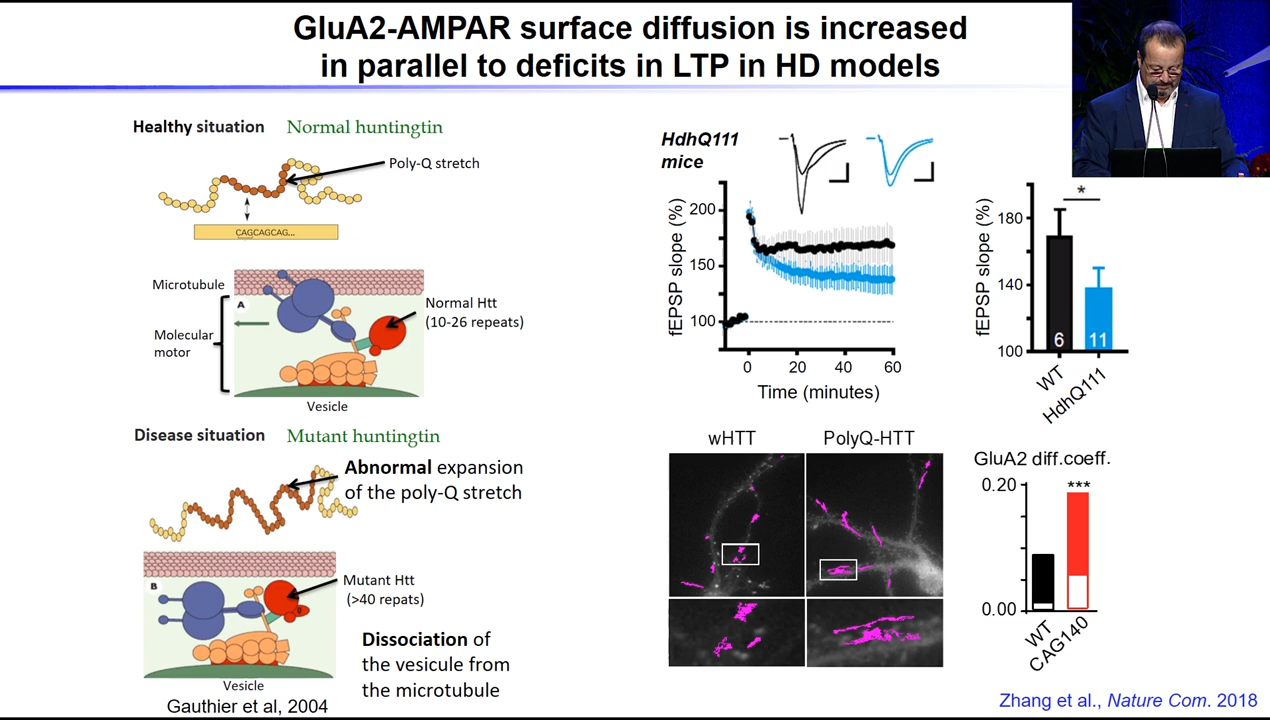 GluA2-AMPAR surface diffusion is increased
in parallel to deficits in LTP in HD models
Healthy situation Normal huntingtin
Poly-Q stretch
CAGCAGCAG...
Microtubule
A
Molecular
motor
Normal Htt
(10-26 repeats)
Vesicle
Disease situation Mutant huntingtin
Abnormal expansion
of the poly-Q stretch
B
Mutant Htt
(>40 repats)
Dissociation of
the vesicule from
the microtubule
Vesicle
Gauthier et al, 2004
HdhQ111
mice
fEPSP slope (%)
200
150
100
0 20 40 60
Time (minutes)
*
fEPSP slope (%)
180
140
100
6 11
WT
HdhQ111
wHTT PolyQ-HTT
GluA2 diff.coeff.
0.20
***
0.00
WT
CAG140
Zhang et al., Nature Com. 2018